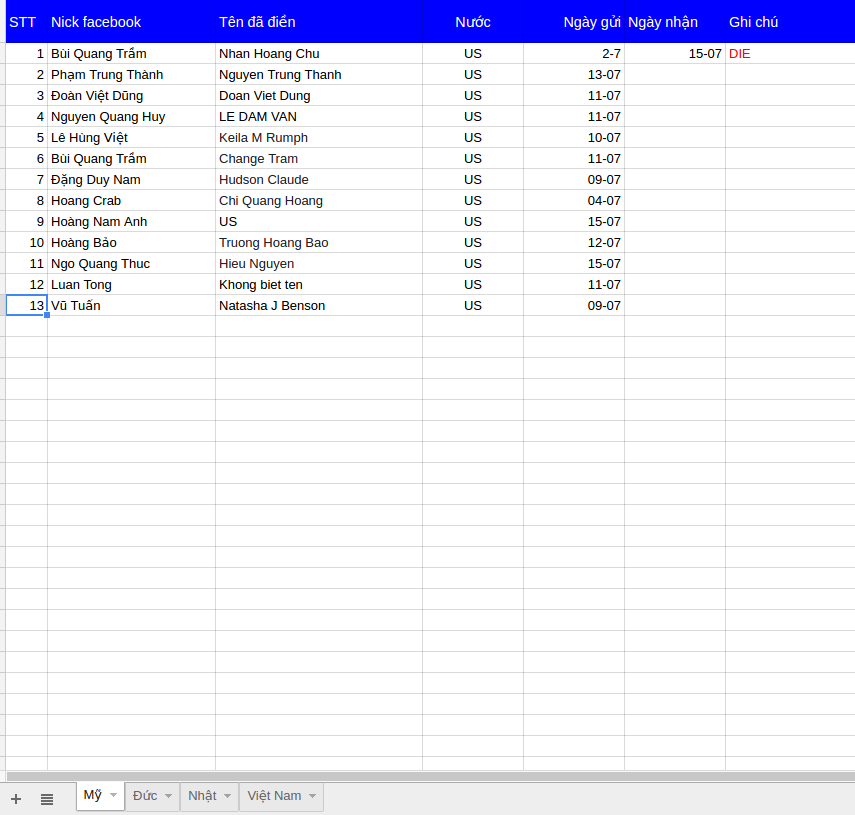 STT Nick facebook Tên đã điền Nước Ngày gửi Ngày nhận Ghi chú
1 Bùi Quang Trầm Nhan Hoang Chu US 2-7 15-07 DIE
2 Phạm Trung Thành Nguyen Trung Thanh US 13-07
3 Đoàn Việt Dũng Doan Viet Dung US 11-07
4 Nguyen Quang Huy LE DAM VAN US 11-07
5 Lê Hùng Việt Keila M Rumph US 10-07
6 Bùi Quang Trầm Change Tram US 11-07
7 Đặng Duy Nam Hudson Claude US 09-07
8 Hoang Crab Chi Quang Hoang US 04-07
9 Hoàng Nam Anh US US 15-07
10 Hoàng Bảo Truong Hoang Bao US 12-07
11 Ngo Quang Thuc Hieu Nguyen US 15-07
12 Luan Tong Khong biet ten US 11-07
13 Vũ Tuấn Natasha J Benson US 09-07
Mỹ Đức Nhật Việt Nam